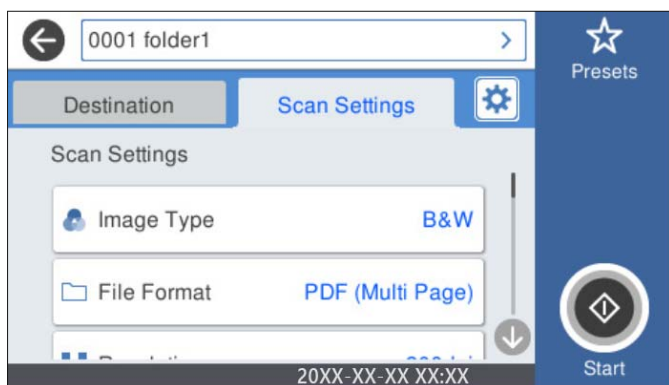 0001 folder1
Presets
Destination
Scan Settings
Scan Settings
Image Type
B&W
File Format
PDF (Multi Page)
20XX-XX-XX XX:XX
Start